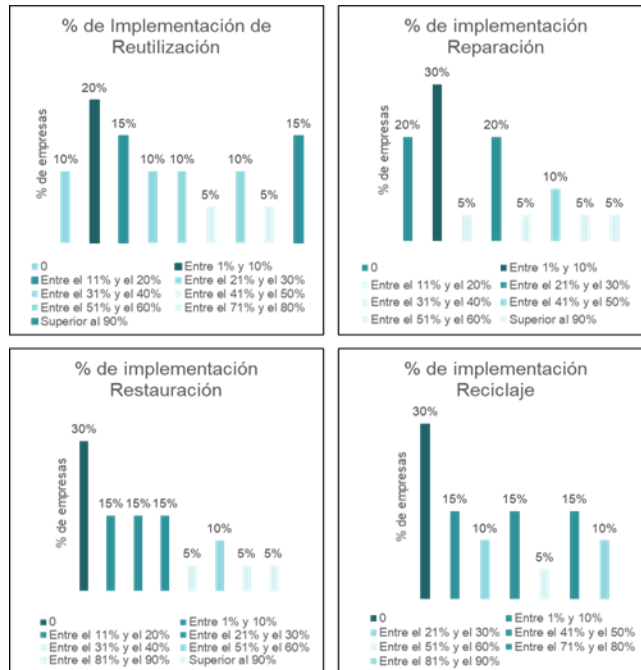 % de Implementación de
Reutilización
% de empresas
10%
20%
15%
10%
10%
5%
10%
5%
15%
0
Entre 1% y 10%
Entre el 11% y el 20%
Entre el 21% y el 30%
Entre el 31% y el 40%
Entre el 41% y el 50%
Entre el 51% y el 60%
Entre el 71% y el 80%
Superior al 90%
% de implementación
Reparación
% de empresas
20%
30%
5%
20%
5%
10%
5%
5%
0
Entre 1% y 10%
Entre el 11% y el 20%
Entre el 21% y el 30%
Entre el 31% y el 40%
Entre el 41% y el 50%
Entre el 51% y el 60%
Superior al 90%
% de implementación
Restauración
% de empresas
30%
15%
15%
15%
5%
10%
5%
5%
0
Entre 1% y 10%
Entre el 11% y el 20%
Entre el 21% y el 30%
Entre el 31% y el 40%
Entre el 51% y el 60%
Entre el 81% y el 90%
Superior al 90%
% de implementación
Reciclaje
% de empresas
30%
15%
10%
15%
5%
15%
10%
0
Entre 1% y 10%
Entre el 21% y el 30%
Entre el 41% y el 50%
Entre el 51% y el 60%
Entre el 71% y el 80%
Entre el 81% y el 90%